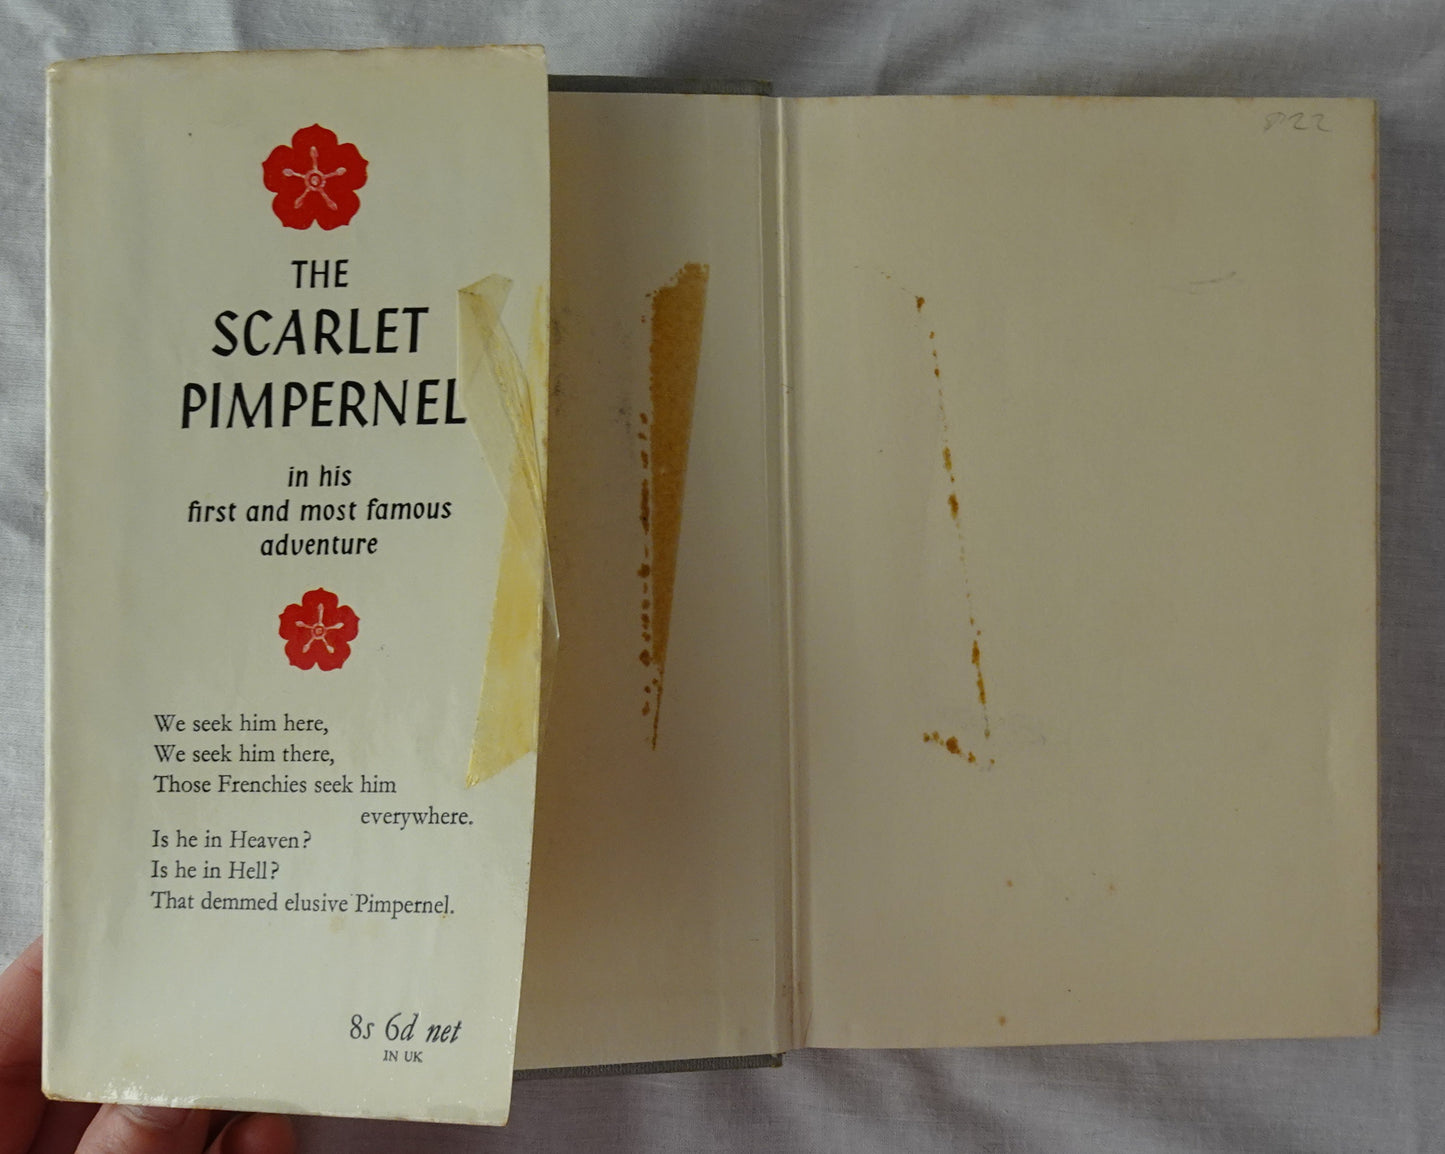 THE
SCARLET
PIMPERNEL
in his
first and most famous
adventure
We seek him here,
We seek him there,
Those Frenchies seek him
everywhere.
Is he in Heaven?
Is he in Hell?
That demmed elusive Pimpernel.
8s 6d net
IN UK